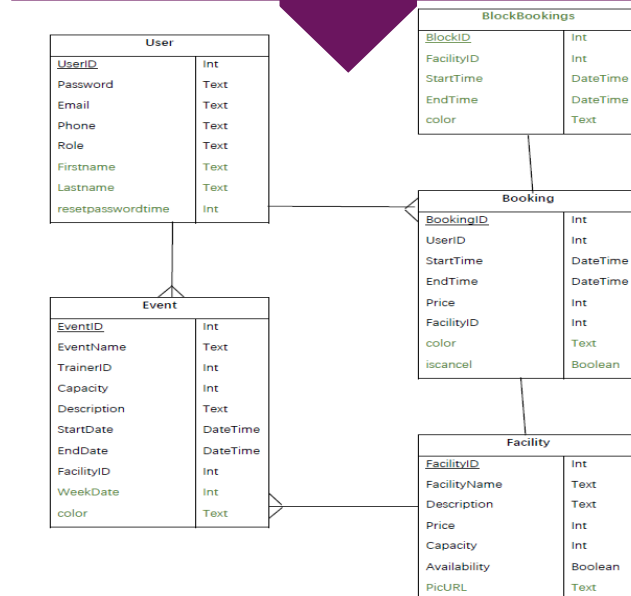 User
UserID Int
Password Text
Email Text
Phone Text
Role Text
Firstname Text
Lastname Text
resetpasswordtime Int
BlockBookings
BlockID Int
FacilityID Int
StartTime DateTime
EndTime DateTime
color Text
Booking
BookingID Int
UserID Int
StartTime DateTime
EndTime DateTime
Price Int
FacilityID Int
color Text
iscancel Boolean
Event
EventID Int
EventName Text
TrainerID Int
Capacity Int
Description Text
StartDate DateTime
EndDate DateTime
FacilityID Int
WeekDate Int
color Text
Facility
FacilityID Int
FacilityName Text
Description Text
Price Int
Capacity Int
Availability Boolean
PicURL Text